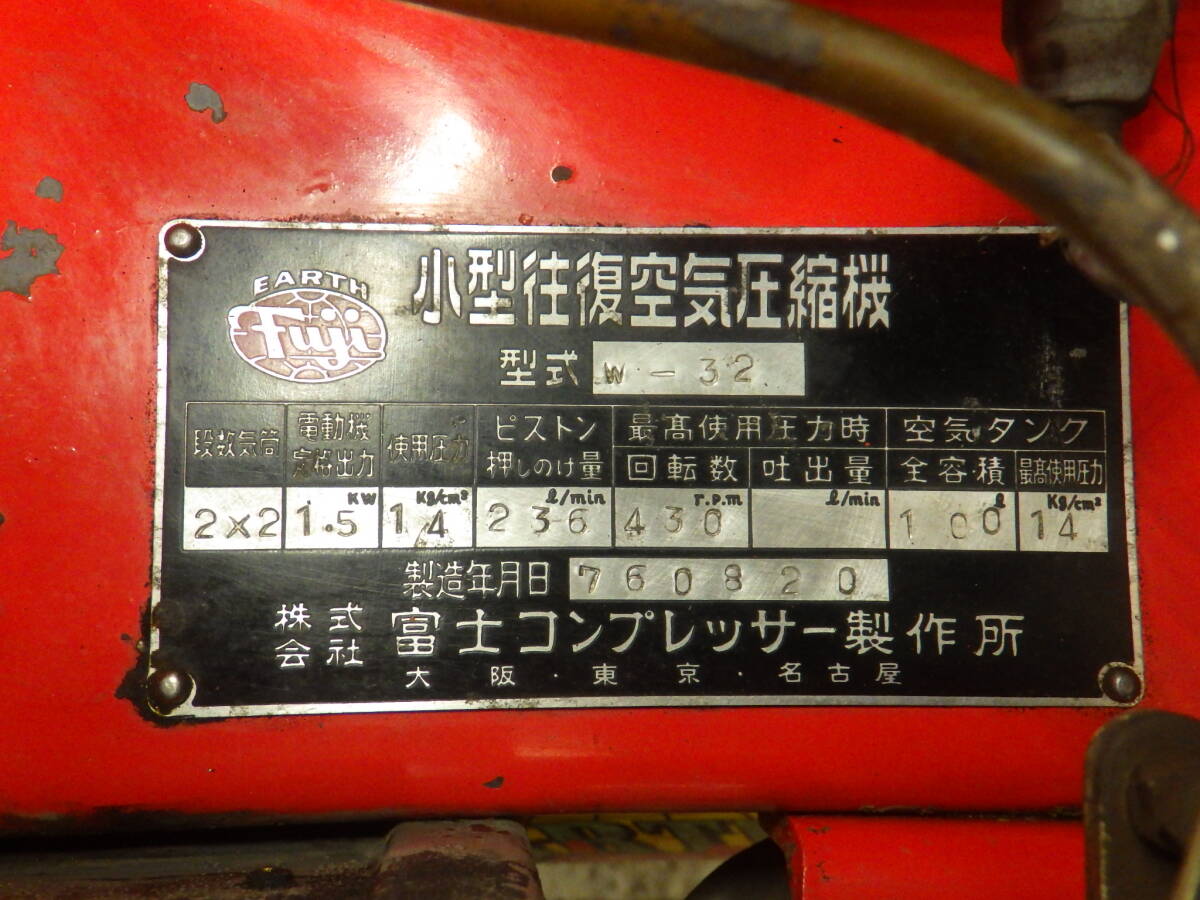 EARTH
Fuji
小型往復空気圧縮機
型式 W-32
段数気筒 電動機定格出力 使用圧力 ピストン押しのけ量 最高使用圧力時 空気タンク
回転数 吐出量 全容積 最高使用圧力
KW Kg/cm² l/min r.p.m l/min l Kg/cm²
2×2 1.5 14 236 430 100 14
製造年月日 760820
株式会社 富士コンプレッサー製作所
大阪・東京・名古屋